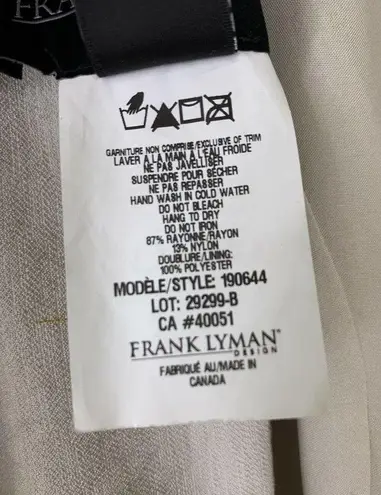 FRA
GARNITURE NON COMPRISE/EXCLUSIVE OF TRIM
LAVER A LA MAIN A L'EAU FROIDE
NE PAS JAVELLISER
SUSPENDRE POUR SÉCHER
NE PAS REPASSER
HAND WASH IN COLD WATER
DO NOT BLEACH
HANG TO DRY
DO NOT IRON
87% RAYONNE/RAYON
13% NYLON
DOUBLURE/LINING:
100% POLYESTER
MODÈLE/STYLE: 190644
LOT: 29299-B
CA #40051
FRANK LYMAN
DESIGN
FABRIQUÉ AU/MADE IN
CANADA